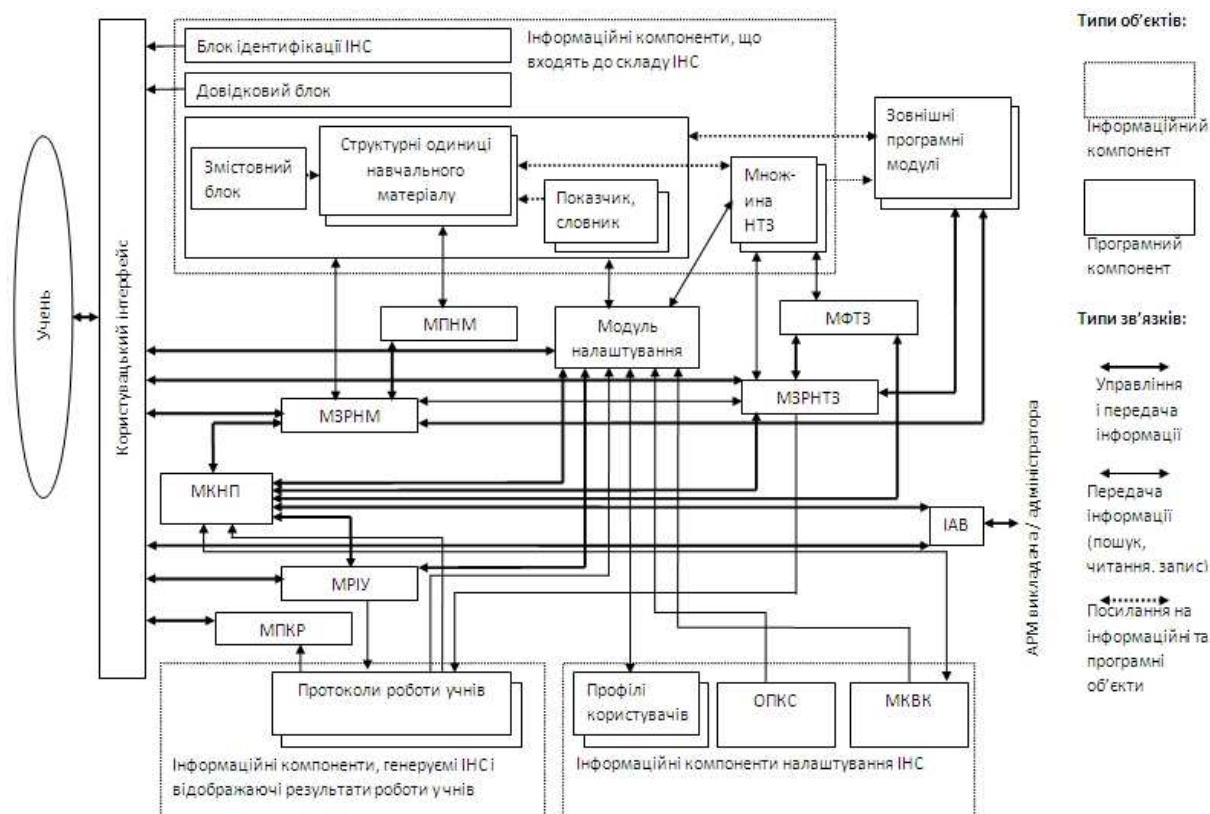 Учень
Користувацький інтерфейс
Блок ідентифікації ІНС
Довідковий блок
Інформаційні компоненти, що
входять до складу ІНС
Змістовний
блок
Структурні одиниці
навчального
матеріалу
Показчик,
словник
Множ-
ина
НТЗ
Зовнішні
програмні
модулі
МПНМ
Модуль
налаштування
МФТЗ
МЗРНМ
МЗРНТЗ
МКНП
ІАВ
АРМ викладача / адміністратора
МРІУ
МПКР
Протоколи роботи учнів
Інформаційні компоненти, генеруємі ІНС і
відображаючі результати роботи учнів
Профілі
користувачів
ОПКС
МКВК
Інформаційні компоненти налаштування ІНС
Типи об’єктів:
Інформаційний
компонент
Програмний
компонент
Типи зв’язків:
Управління
і передача
інформації
Передача
інформації
(пошук,
читання, запис)
Посилання на
інформаційні та
програмні
об’єкти